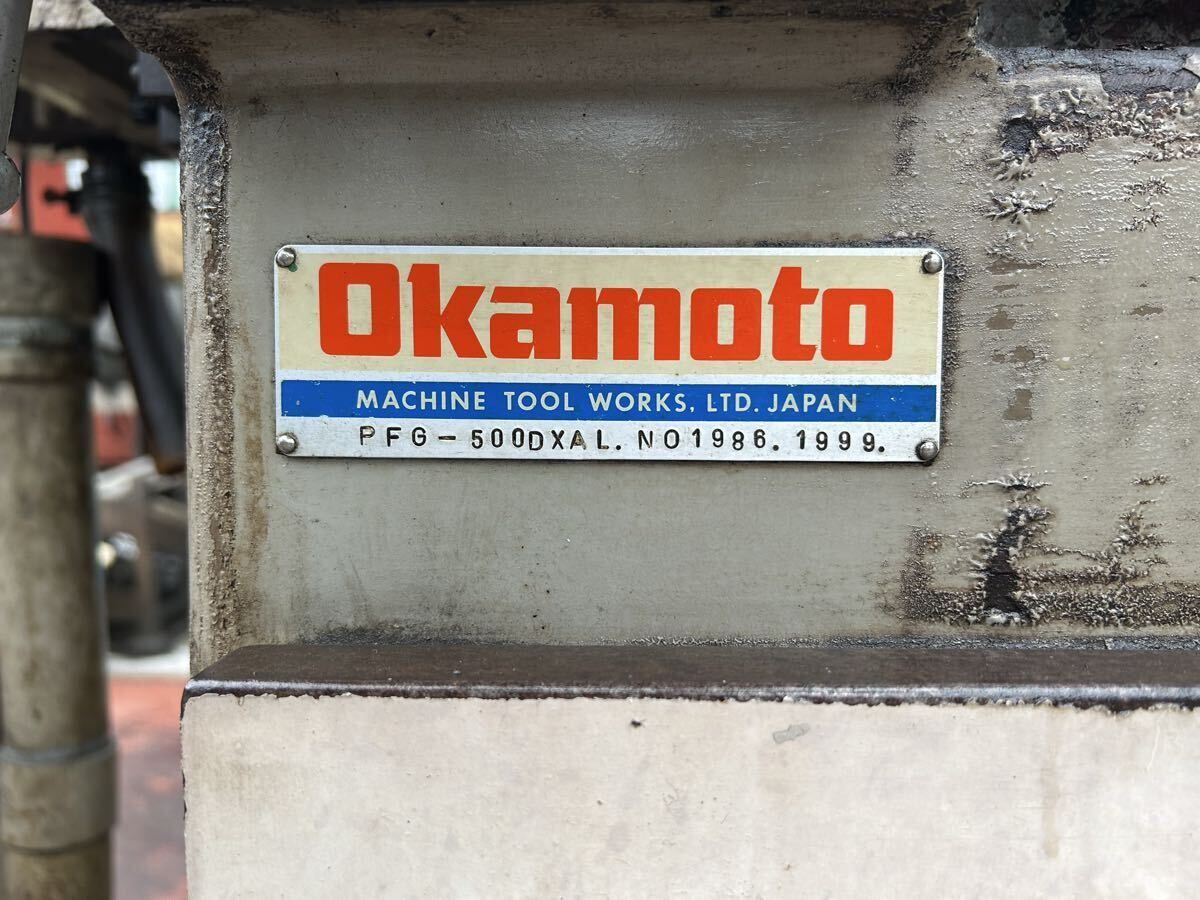 Okamoto
MACHINE TOOL WORKS, LTD. JAPAN
PFG-500DXAL. NO1986.1999.